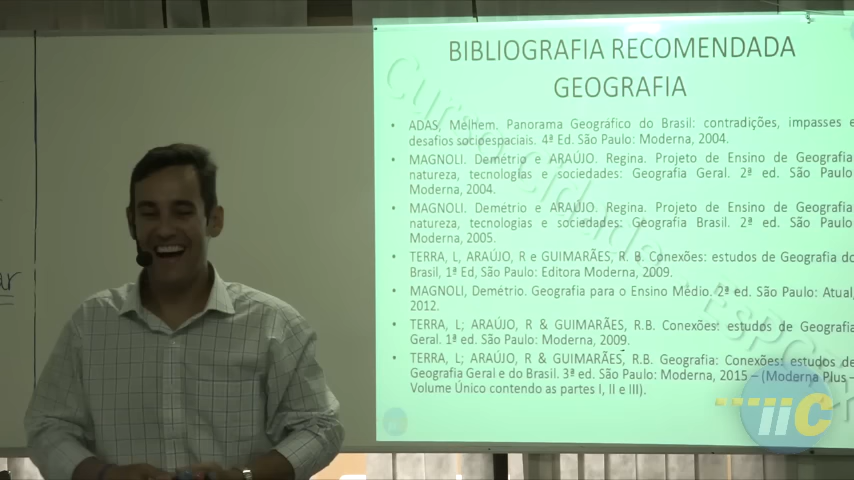 BIBLIOGRAFIA RECOMENDADA
GEOGRAFIA
• ADAS, Melhem. Panorama Geográfico do Brasil: contradições, impasses e
desafios socioespaciais. 4ª Ed. São Paulo: Moderna, 2004.
• MAGNOLI. Demétrio e ARAÚJO. Regina. Projeto de Ensino de Geografia
natureza, tecnologias e sociedades: Geografia Geral. 2ª ed. São Paulo
Moderna, 2004.
• MAGNOLI. Demétrio e ARAÚJO. Regina. Projeto de Ensino de Geografia
natureza, tecnologias e sociedades: Geografia Brasil. 2ª ed. São Paulo
Moderna, 2005.
• TERRA, L, ARAÚJO, R e GUIMARÃES, R. B. Conexões: estudos de Geografia do
Brasil, 1ª Ed, São Paulo: Editora Moderna, 2009.
• MAGNOLI, Demétrio. Geografia para o Ensino Médio. 2ª ed. São Paulo: Atual,
2012.
• TERRA, L; ARAÚJO, R & GUIMARÃES, R.B. Conexões: estudos de Geografia
Geral. 1ª ed. São Paulo: Moderna, 2009.
• TERRA, L; ARAÚJO, R & GUIMARÃES, R.B. Geografia: Conexões: estudos de
Geografia Geral e do Brasil. 3ª ed. São Paulo: Moderna, 2015 – (Moderna Plus –
Volume Único contendo as partes I, II e III).
Curso Cidade
EsPCEx
iiC
ar